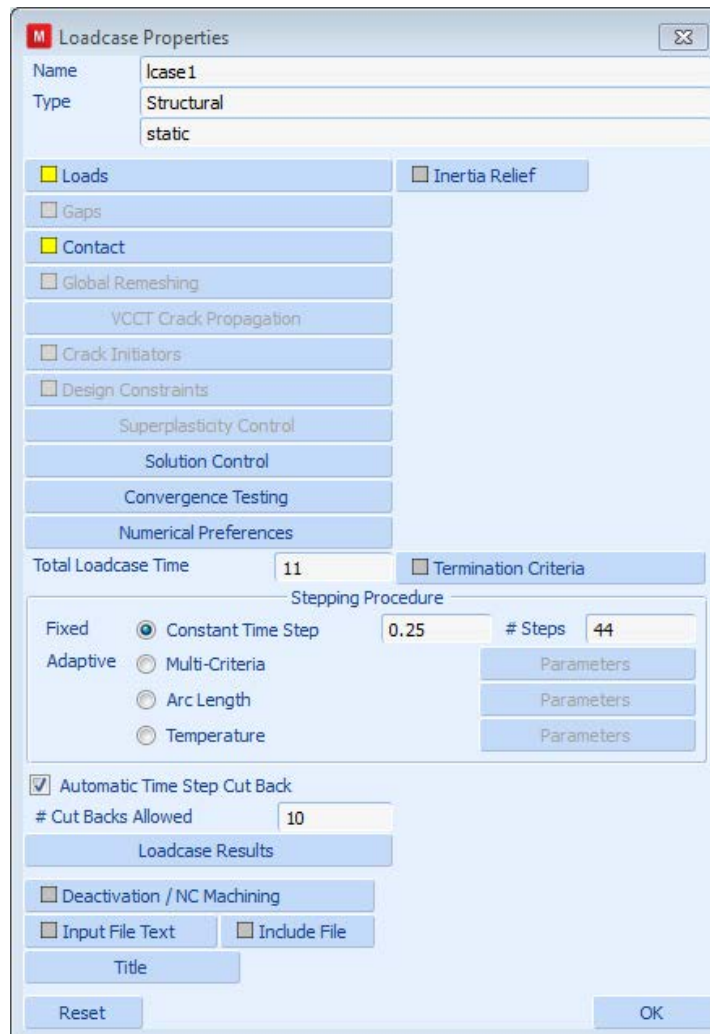 M Loadcase Properties
Name lcase1
Type Structural
static
Loads Inertia Relief
Gaps
Contact
Global Remeshing
VCCT Crack Propagation
Crack Initiators
Design Constraints
Superplasticity Control
Solution Control
Convergence Testing
Numerical Preferences
Total Loadcase Time 11 Termination Criteria
Stepping Procedure
Fixed Constant Time Step 0.25 # Steps 44
Adaptive Multi-Criteria Parameters
Arc Length Parameters
Temperature Parameters
Automatic Time Step Cut Back
# Cut Backs Allowed 10
Loadcase Results
Deactivation / NC Machining
Input File Text Include File
Title
Reset OK